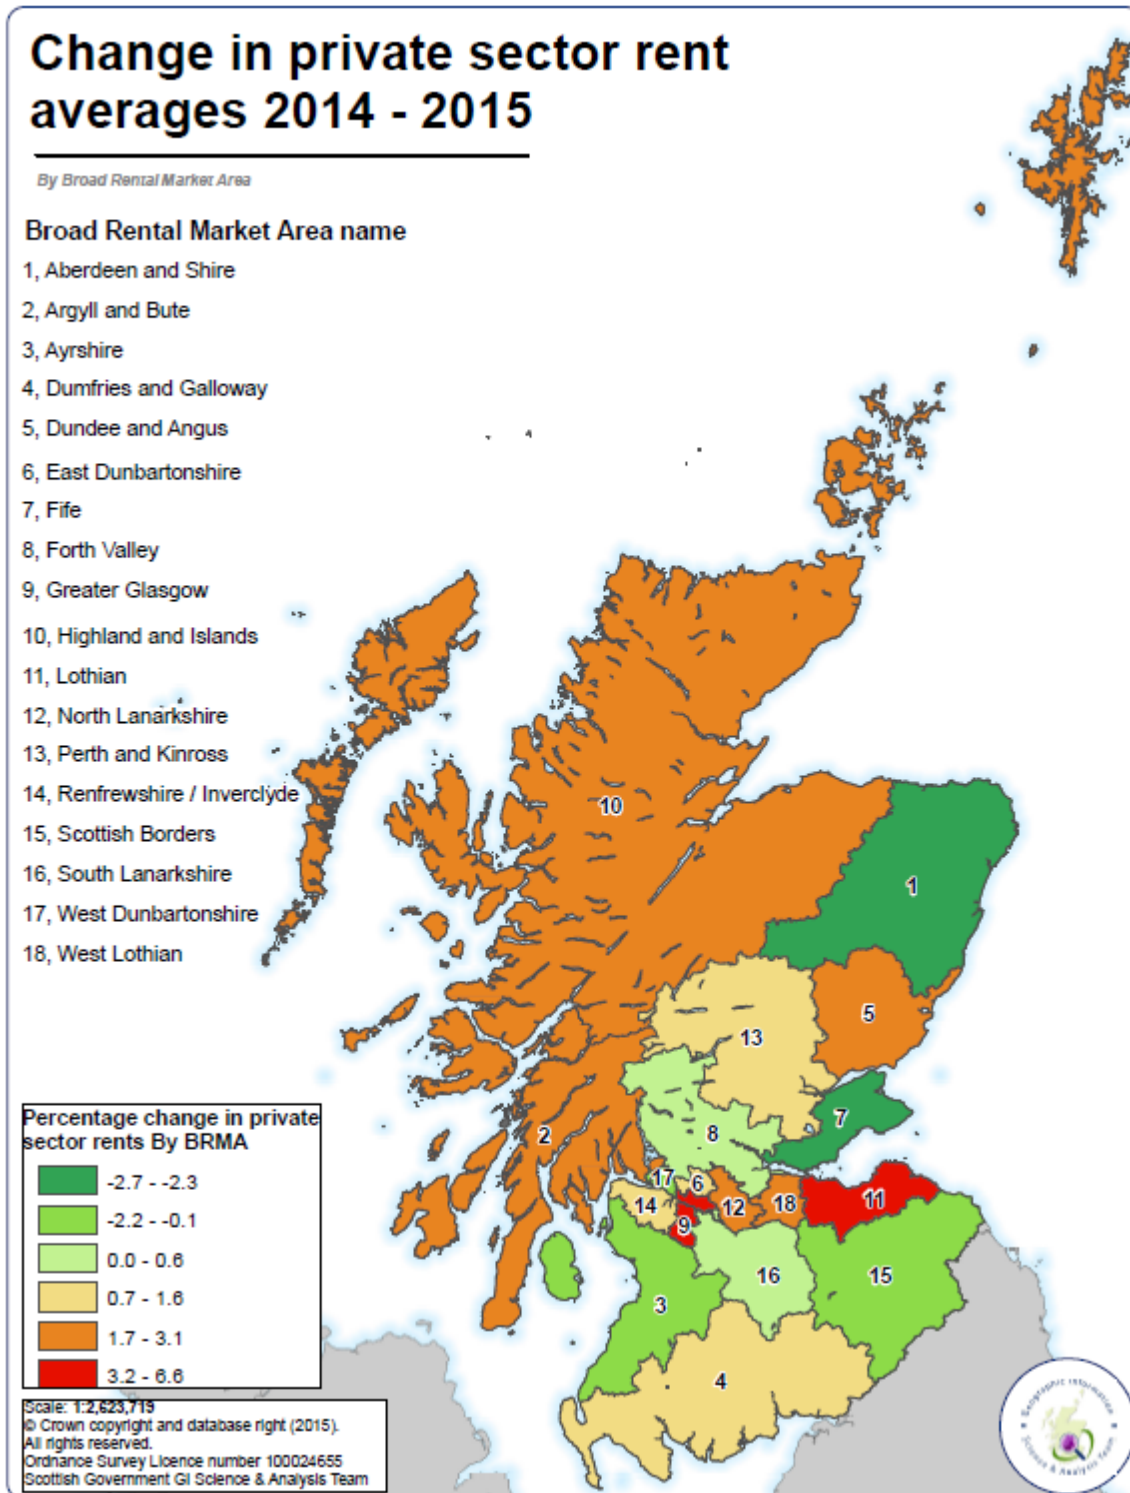 Change in private sector rent
averages 2014 - 2015
By Broad Rental Market Area
Broad Rental Market Area name
1, Aberdeen and Shire
2, Argyll and Bute
3, Ayrshire
4, Dumfries and Galloway
5, Dundee and Angus
6, East Dunbartonshire
7, Fife
8, Forth Valley
9, Greater Glasgow
10, Highland and Islands
11, Lothian
12, North Lanarkshire
13, Perth and Kinross
14, Renfrewshire / Inverclyde
15, Scottish Borders
16, South Lanarkshire
17, West Dunbartonshire
18, West Lothian
10
1
5
13
7
8
2
17
6
14
12
18
11
9
16
15
3
4
Percentage change in private
sector rents By BRMA
-2.7 - -2.3
-2.2 - -0.1
0.0 - 0.6
0.7 - 1.6
1.7 - 3.1
3.2 - 6.6
Scale: 1:2,623,719
© Crown copyright and database right (2015).
All rights reserved.
Ordnance Survey Licence number 100024655
Scottish Government GI Science & Analysis Team
Geographic Information
Science & Analysis Team